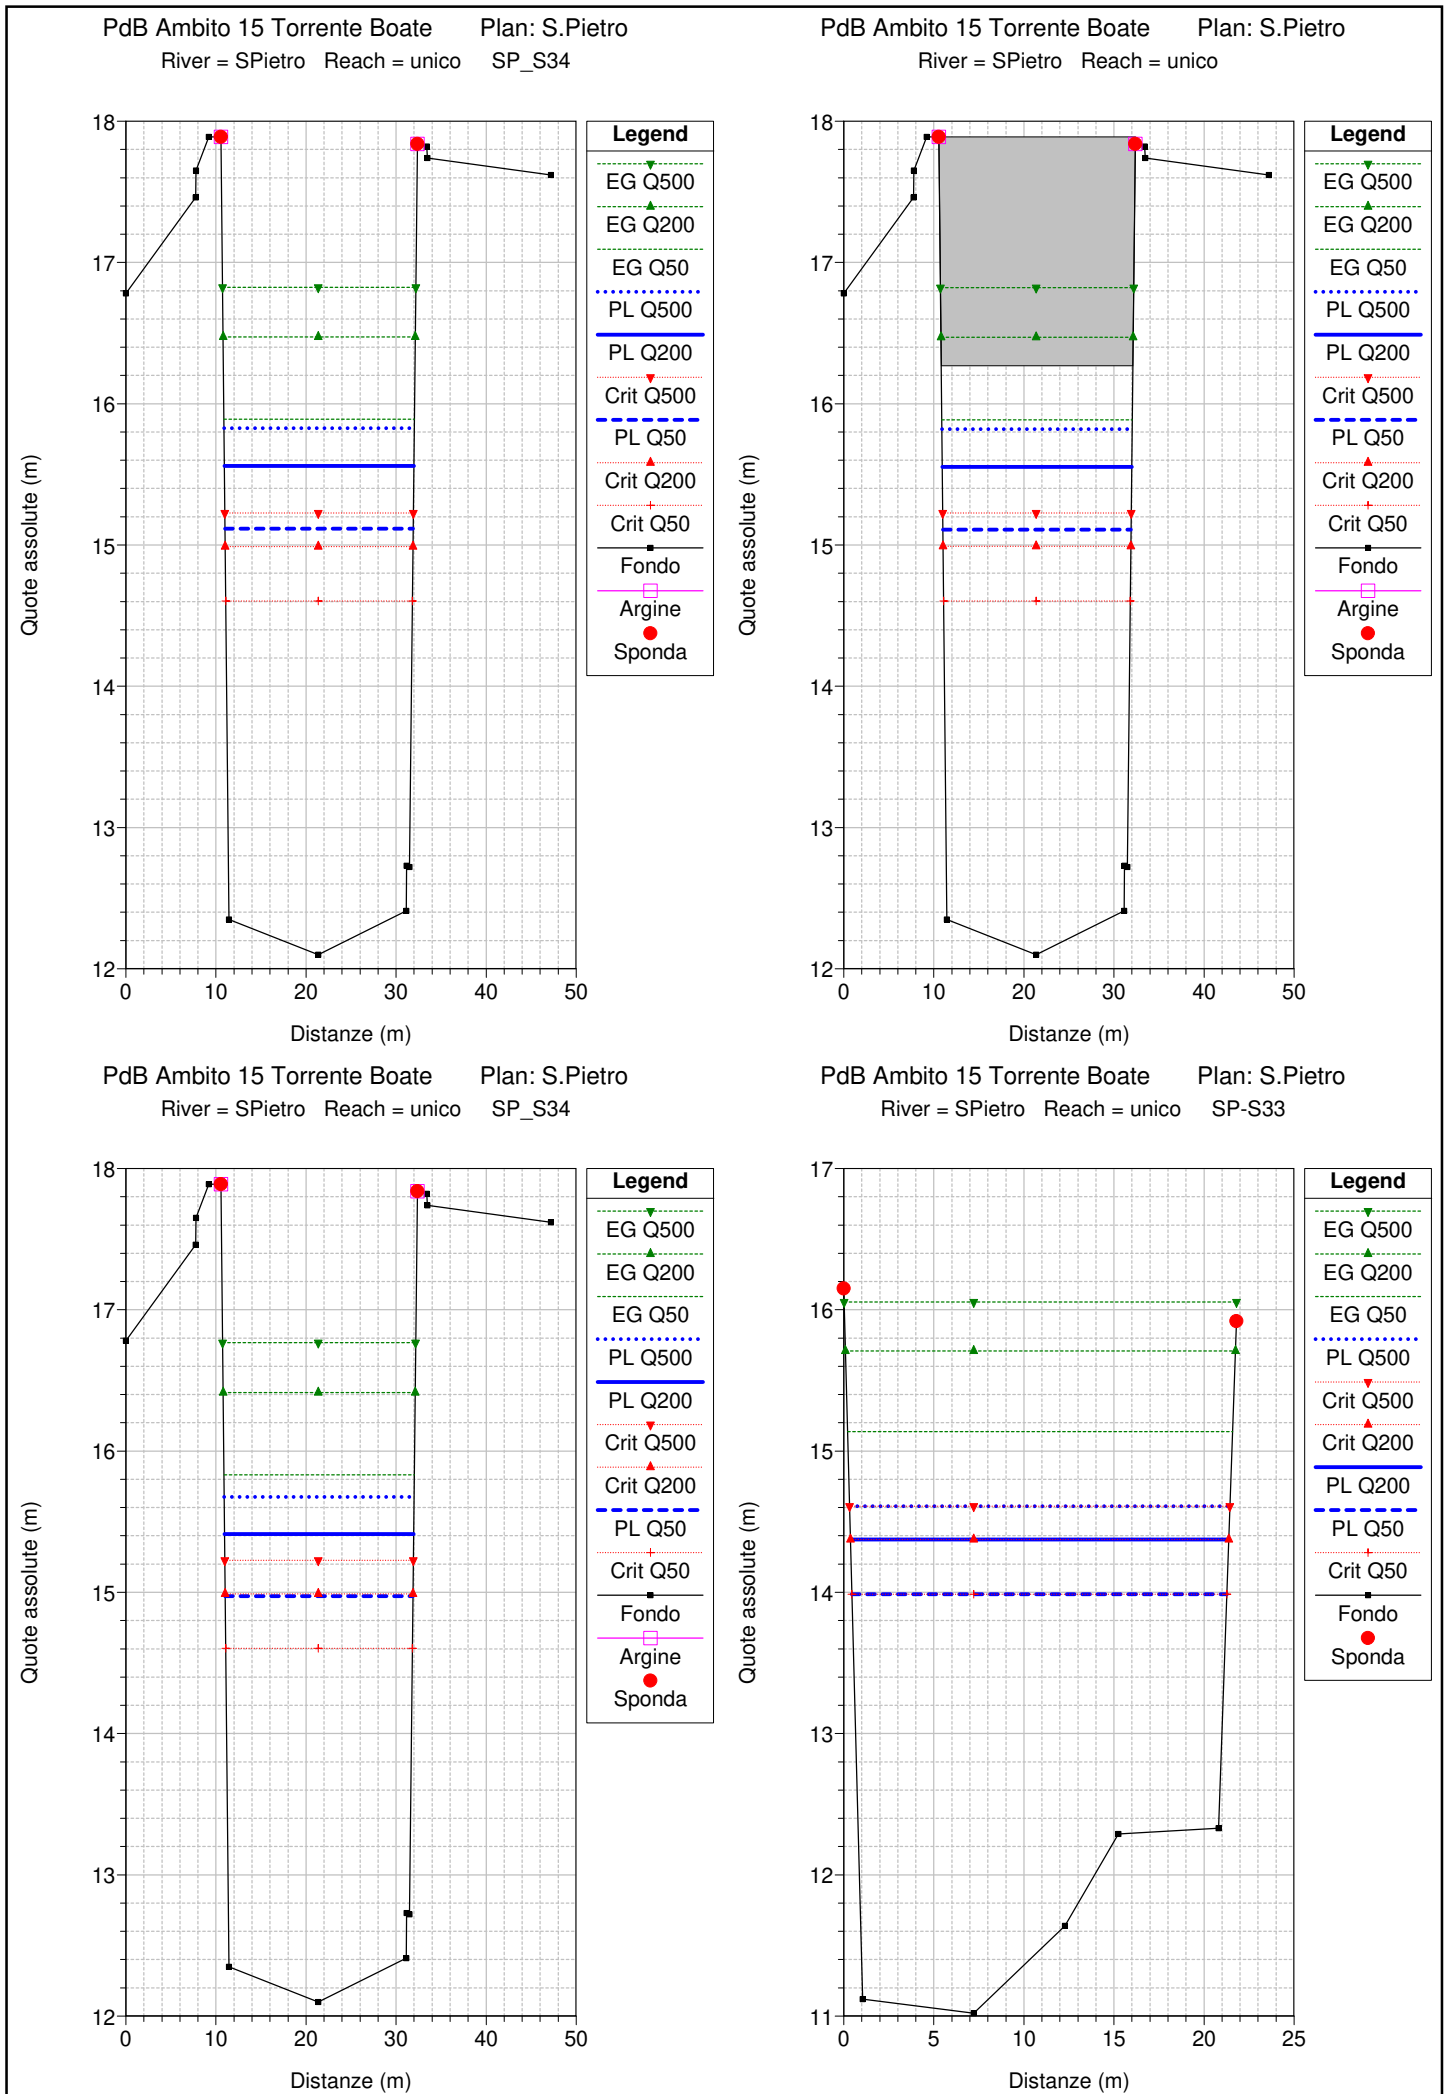 PdB Ambito 15 Torrente Boate Plan: S.Pietro
River = SPietro Reach = unico SP_S34
18
17
16
15
14
13
12
0 10 20 30 40 50
Quote assolute (m)
Distanze (m)
Legend
EG Q500
EG Q200
EG Q50
PL Q500
PL Q200
Crit Q500
PL Q50
Crit Q200
Crit Q50
Fondo
Argine
Sponda
PdB Ambito 15 Torrente Boate Plan: S.Pietro
River = SPietro Reach = unico
18
17
16
15
14
13
12
0 10 20 30 40 50
Quote assolute (m)
Distanze (m)
Legend
EG Q500
EG Q200
EG Q50
PL Q500
PL Q200
Crit Q500
PL Q50
Crit Q200
Crit Q50
Fondo
Argine
Sponda
PdB Ambito 15 Torrente Boate Plan: S.Pietro
River = SPietro Reach = unico SP_S34
18
17
16
15
14
13
12
0 10 20 30 40 50
Quote assolute (m)
Distanze (m)
Legend
EG Q500
EG Q200
EG Q50
PL Q500
PL Q200
Crit Q500
Crit Q200
PL Q50
Crit Q50
Fondo
Argine
Sponda
PdB Ambito 15 Torrente Boate Plan: S.Pietro
River = SPietro Reach = unico SP-S33
17
16
15
14
13
12
11
0 5 10 15 20 25
Quote assolute (m)
Distanze (m)
Legend
EG Q500
EG Q200
EG Q50
PL Q500
Crit Q500
Crit Q200
PL Q200
PL Q50
Crit Q50
Fondo
Sponda